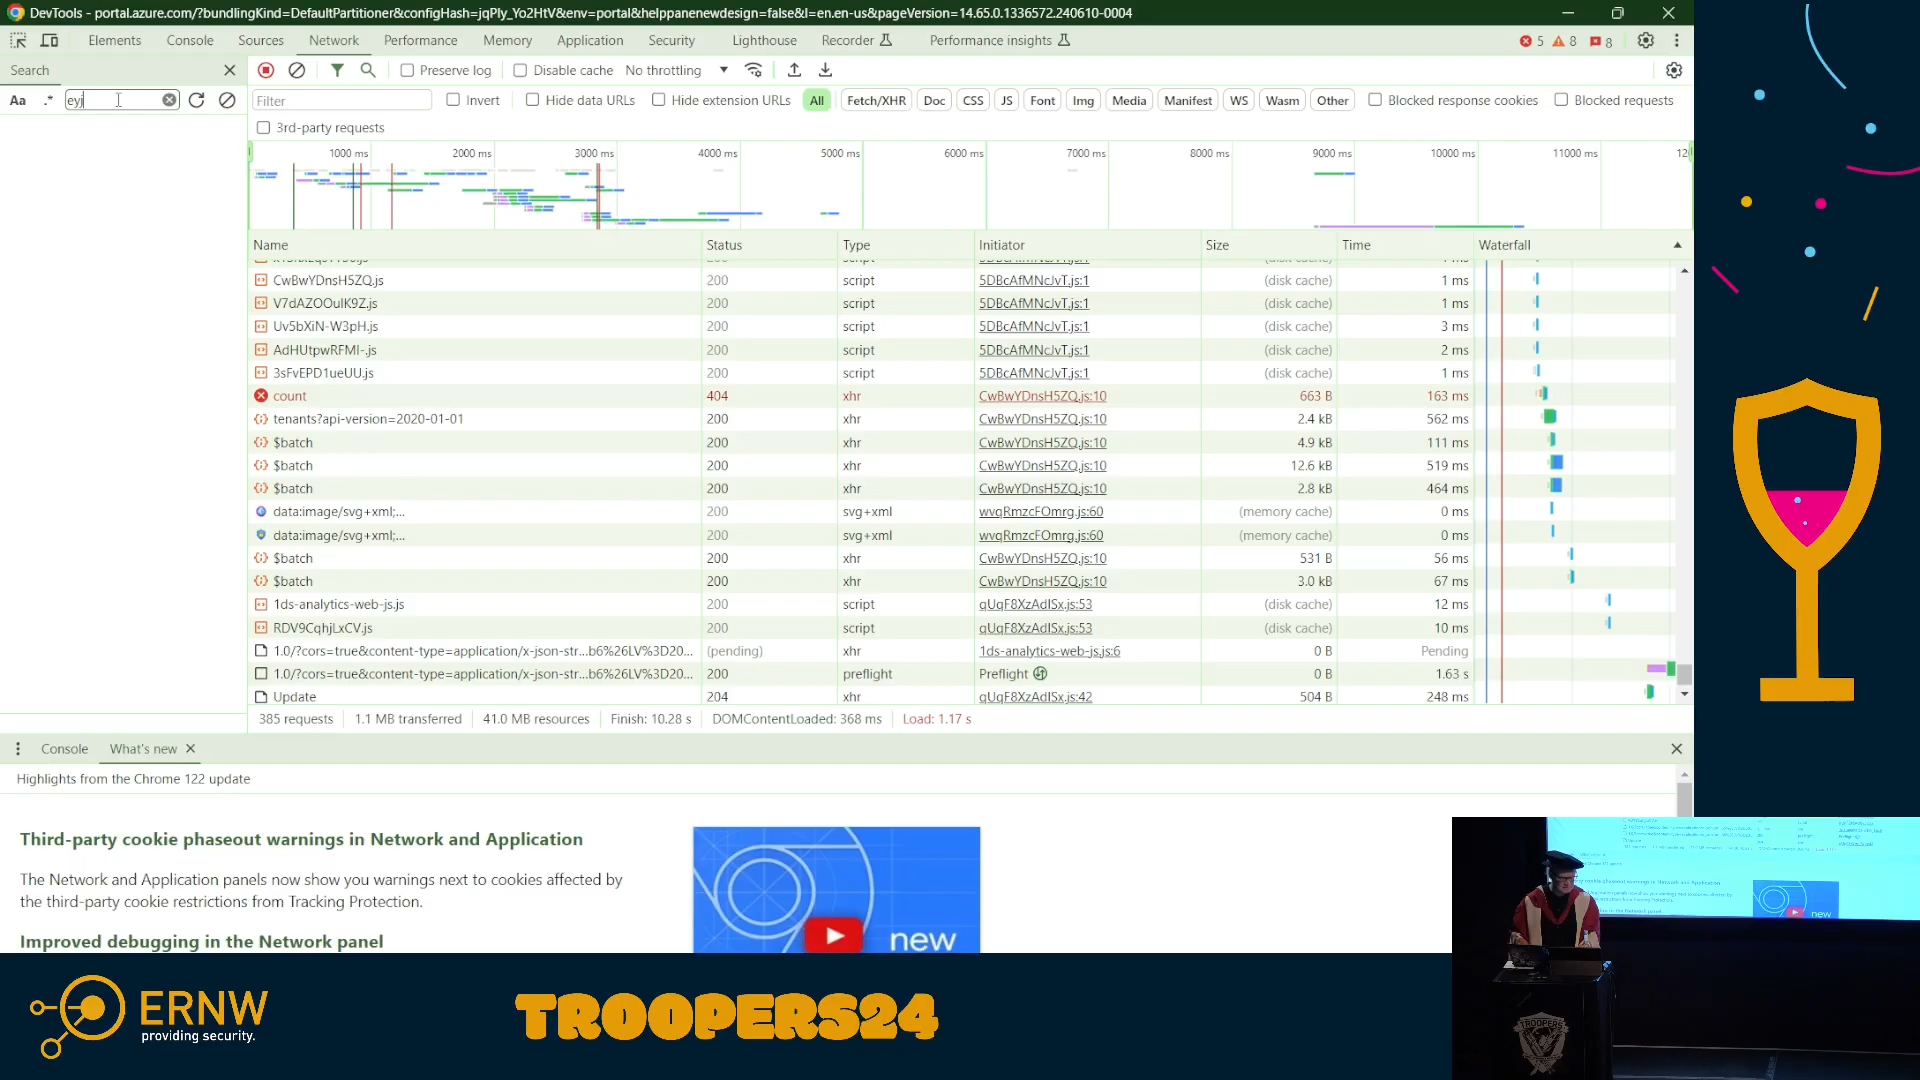 DevTools - portal.azure.com/?bundlingKind=DefaultPartitioner&configHash=jqPly_Yo2HtV&env=portal&helppanenewdesign=false&l=en.en-us&pageVersion=14.65.0.1336572.240610-0004
Elements Console Sources Network Performance Memory Application Security Lighthouse Recorder Performance insights 5 8 8
Search Preserve log Disable cache No throttling
Aa .* eyj Filter Invert Hide data URLs Hide extension URLs All Fetch/XHR Doc CSS JS Font Img Media Manifest WS Wasm Other Blocked response cookies Blocked requests
3rd-party requests
1000 ms 2000 ms 3000 ms 4000 ms 5000 ms 6000 ms 7000 ms 8000 ms 9000 ms 10000 ms 11000 ms
Name Status Type Initiator Size Time Waterfall
CwBwYDnsH5ZQ.js 200 script 5DBcAfMNcJvT.js:1 (disk cache) 1 ms
V7dAZOOulK9Z.js 200 script 5DBcAfMNcJvT.js:1 (disk cache) 1 ms
Uv5bXiN-W3pH.js 200 script 5DBcAfMNcJvT.js:1 (disk cache) 3 ms
AdHUtpwRFMI-.js 200 script 5DBcAfMNcJvT.js:1 (disk cache) 2 ms
3sFvEPD1ueUU.js 200 script 5DBcAfMNcJvT.js:1 (disk cache) 1 ms
count 404 xhr CwBwYDnsH5ZQ.js:10 663 B 163 ms
tenants?api-version=2020-01-01 200 xhr CwBwYDnsH5ZQ.js:10 2.4 kB 562 ms
$batch 200 xhr CwBwYDnsH5ZQ.js:10 4.9 kB 111 ms
$batch 200 xhr CwBwYDnsH5ZQ.js:10 12.6 kB 519 ms
$batch 200 xhr CwBwYDnsH5ZQ.js:10 2.8 kB 464 ms
data:image/svg+xml;... 200 svg+xml wvqRmzcFOmrg.js:60 (memory cache) 0 ms
data:image/svg+xml;... 200 svg+xml wvqRmzcFOmrg.js:60 (memory cache) 0 ms
$batch 200 xhr CwBwYDnsH5ZQ.js:10 531 B 56 ms
$batch 200 xhr CwBwYDnsH5ZQ.js:10 3.0 kB 67 ms
1ds-analytics-web-js.js 200 script qUqF8XzAdISx.js:53 (disk cache) 12 ms
RDV9CqhjLxCV.js 200 script qUqF8XzAdISx.js:53 (disk cache) 10 ms
1.0/?cors=true&content-type=application/x-json-str...b6%26LV%3D20... (pending) xhr 1ds-analytics-web-js.js:6 0 B Pending
1.0/?cors=true&content-type=application/x-json-str...b6%26LV%3D20... 200 preflight Preflight 0 B 1.63 s
Update 204 xhr qUqF8XzAdISx.js:42 504 B 248 ms
385 requests 1.1 MB transferred 41.0 MB resources Finish: 10.28 s DOMContentLoaded: 368 ms Load: 1.17 s
Console What's new
Highlights from the Chrome 122 update
Third-party cookie phaseout warnings in Network and Application
The Network and Application panels now show you warnings next to cookies affected by
the third-party cookie restrictions from Tracking Protection.
Improved debugging in the Network panel
new
new
TROOPERS
ERNW
providing security.
TROOPERS24